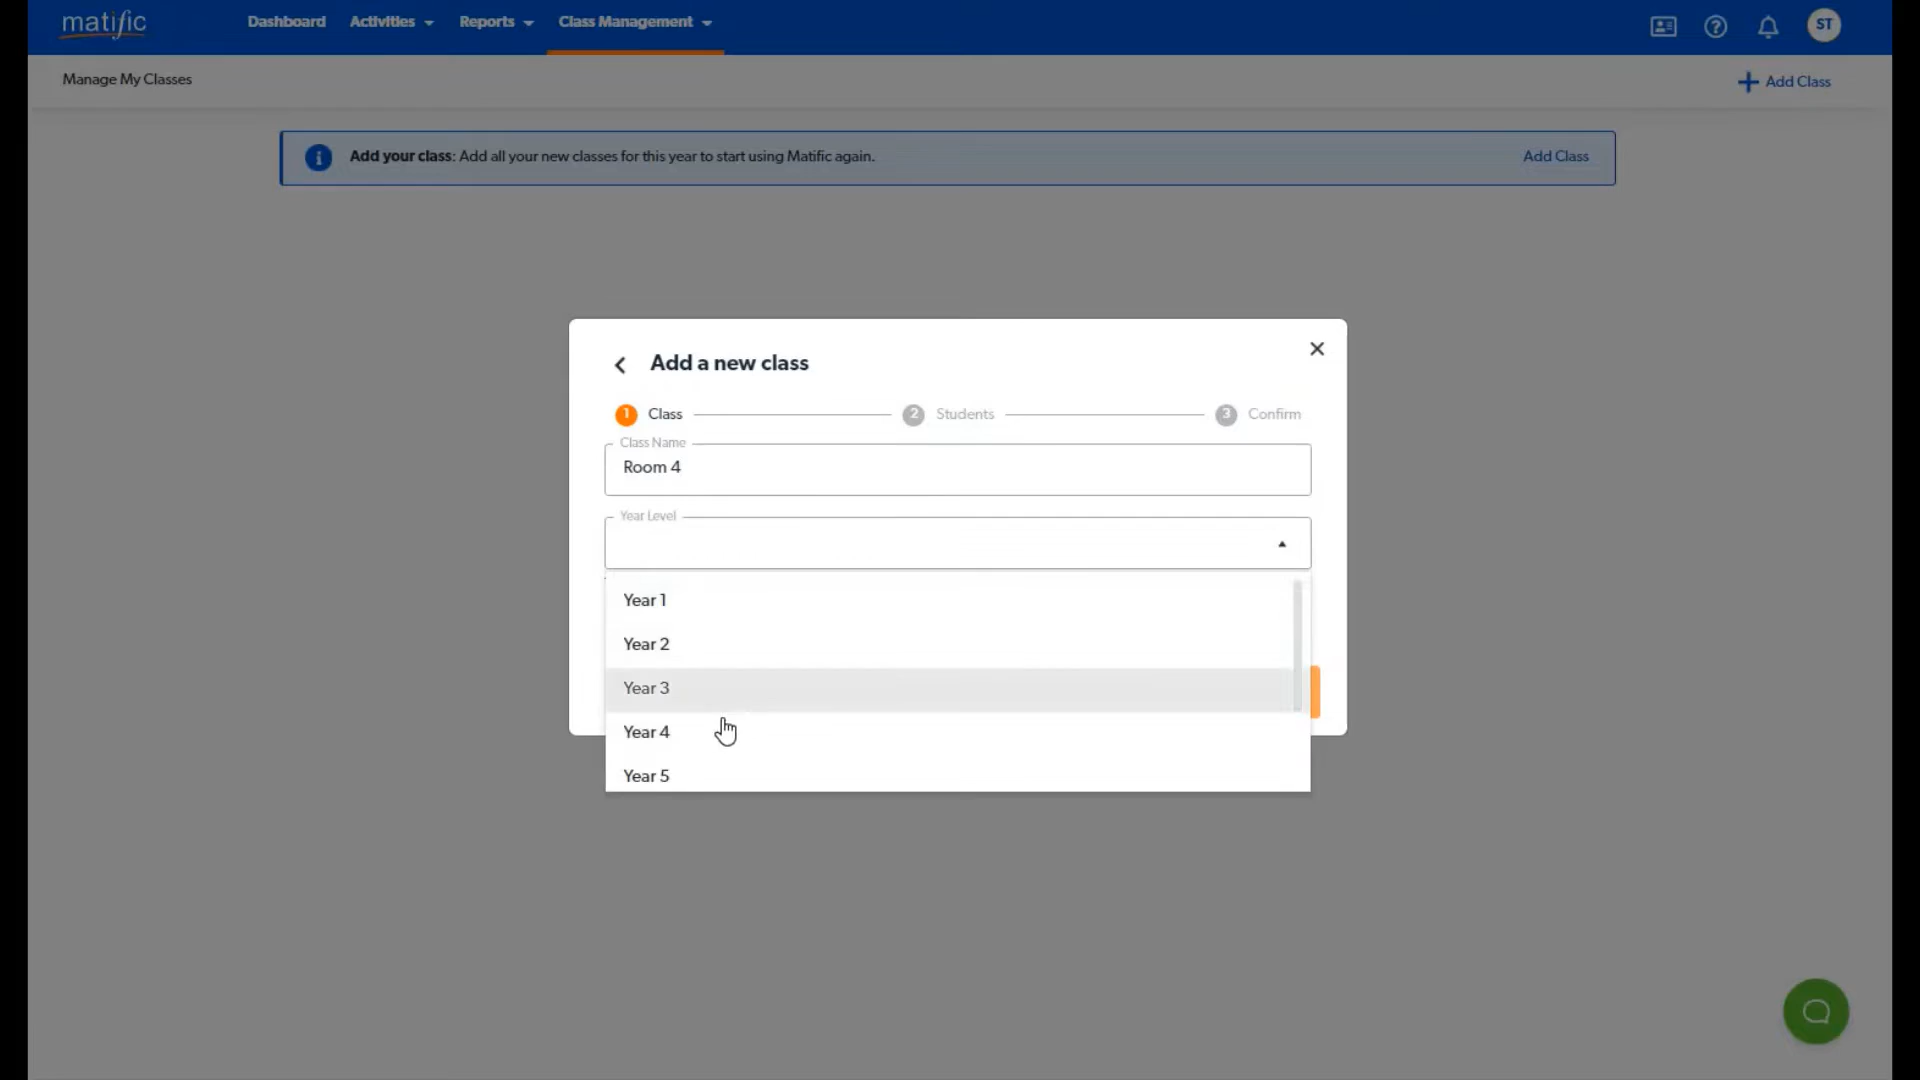 matific
Dashboard Activities Reports Class Management
ST
Manage My Classes
Add Class
Add your class: Add all your new classes for this year to start using Matific again.
Add Class
Add a new class
1 Class
2 Students
3 Confirm
Class Name
Room 4
Year Level
Year 1
Year 2
Year 3
Year 4
Year 5